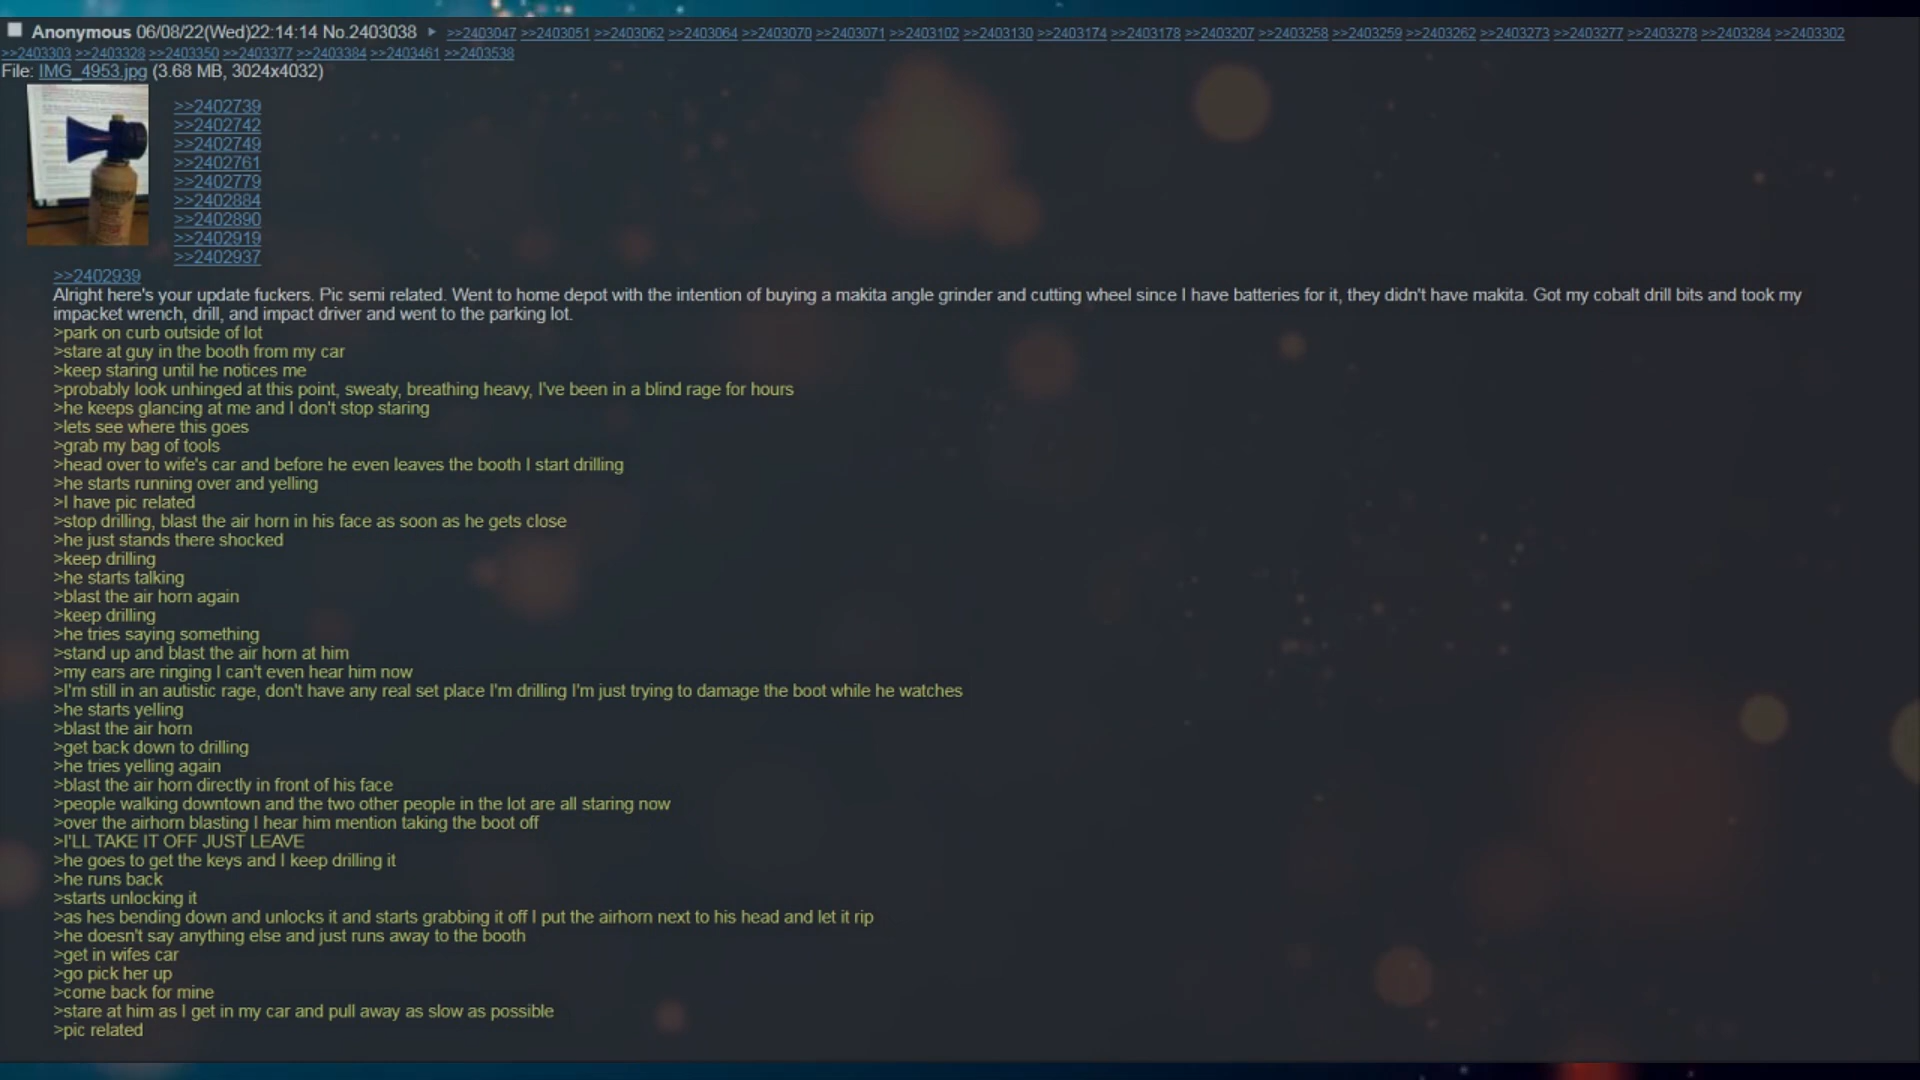 Anonymous 06/08/22(Wed)22:14:14 No.2403038 ▶ >>2403047 >>2403051 >>2403062 >>2403064 >>2403070 >>2403071 >>2403102 >>2403130 >>2403174 >>2403178 >>2403207 >>2403258 >>2403259 >>2403262 >>2403273 >>2403277 >>2403278 >>2403284 >>2403302
>>2403303 >>2403328 >>2403350 >>2403377 >>2403384 >>2403461 >>2403538
File: IMG_4953.jpg (3.68 MB, 3024x4032)
>>2402739
>>2402742
>>2402749
>>2402761
>>2402779
>>2402884
>>2402890
>>2402919
>>2402937
>>2402939
Alright here's your update fuckers. Pic semi related. Went to home depot with the intention of buying a makita angle grinder and cutting wheel since I have batteries for it, they didn't have makita. Got my cobalt drill bits and took my
impacket wrench, drill, and impact driver and went to the parking lot.
>park on curb outside of lot
>stare at guy in the booth from my car
>keep staring until he notices me
>probably look unhinged at this point, sweaty, breathing heavy, I've been in a blind rage for hours
>he keeps glancing at me and I don't stop staring
>lets see where this goes
>grab my bag of tools
>head over to wife's car and before he even leaves the booth I start drilling
>he starts running over and yelling
>I have pic related
>stop drilling, blast the air horn in his face as soon as he gets close
>he just stands there shocked
>keep drilling
>he starts talking
>blast the air horn again
>keep drilling
>he tries saying something
>stand up and blast the air horn at him
>my ears are ringing I can't even hear him now
>I'm still in an autistic rage, don't have any real set place I'm drilling I'm just trying to damage the boot while he watches
>he starts yelling
>blast the air horn
>get back down to drilling
>he tries yelling again
>blast the air horn directly in front of his face
>people walking downtown and the two other people in the lot are all staring now
>over the airhorn blasting I hear him mention taking the boot off
>I'LL TAKE IT OFF JUST LEAVE
>he goes to get the keys and I keep drilling it
>he runs back
>starts unlocking it
>as hes bending down and unlocks it and starts grabbing it off I put the airhorn next to his head and let it rip
>he doesn't say anything else and just runs away to the booth
>get in wifes car
>go pick her up
>come back for mine
>stare at him as I get in my car and pull away as slow as possible
>pic related